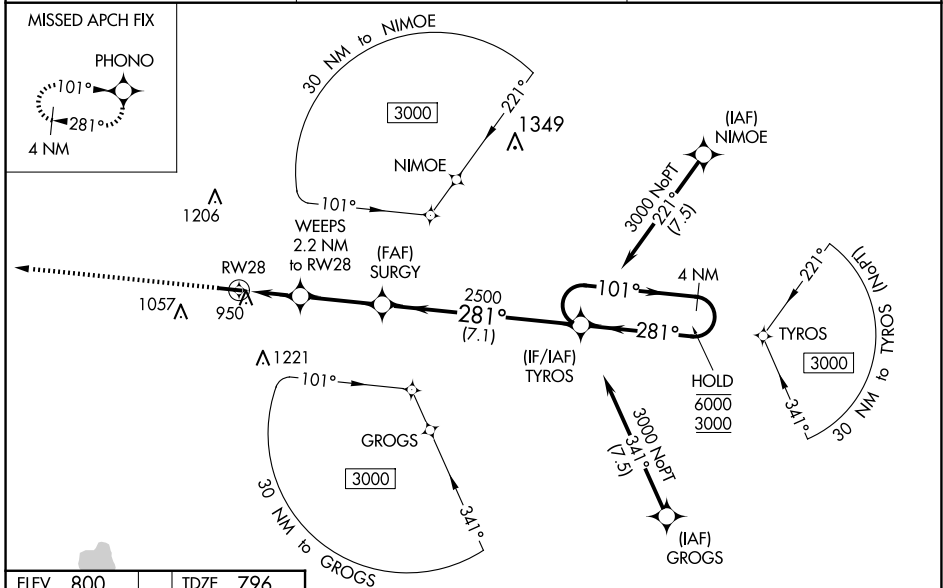 MISSED APCH FIX
PHONO
101°
281°
4 NM
30 NM to NIMOE
3000
221°
NIMOE
101°
1349
(IAF)
NIMOE
3000 NoPT
221°
(7.5)
1206
WEEPS
2.2 NM
to RW28
(FAF)
SURGY
RW28
1057
950
2500
281°
(7.1)
101°
4 NM
281°
(IF/IAF)
TYROS
HOLD
6000
3000
221°
(NoPT)
TYROS
3000
341°
30 NM to TYROS
1221
101°
GROGS
3000
341°
30 NM to GROGS
3000 NoPT
341°
(7.5)
(IAF)
GROGS
ELEV 800
TDZE 796